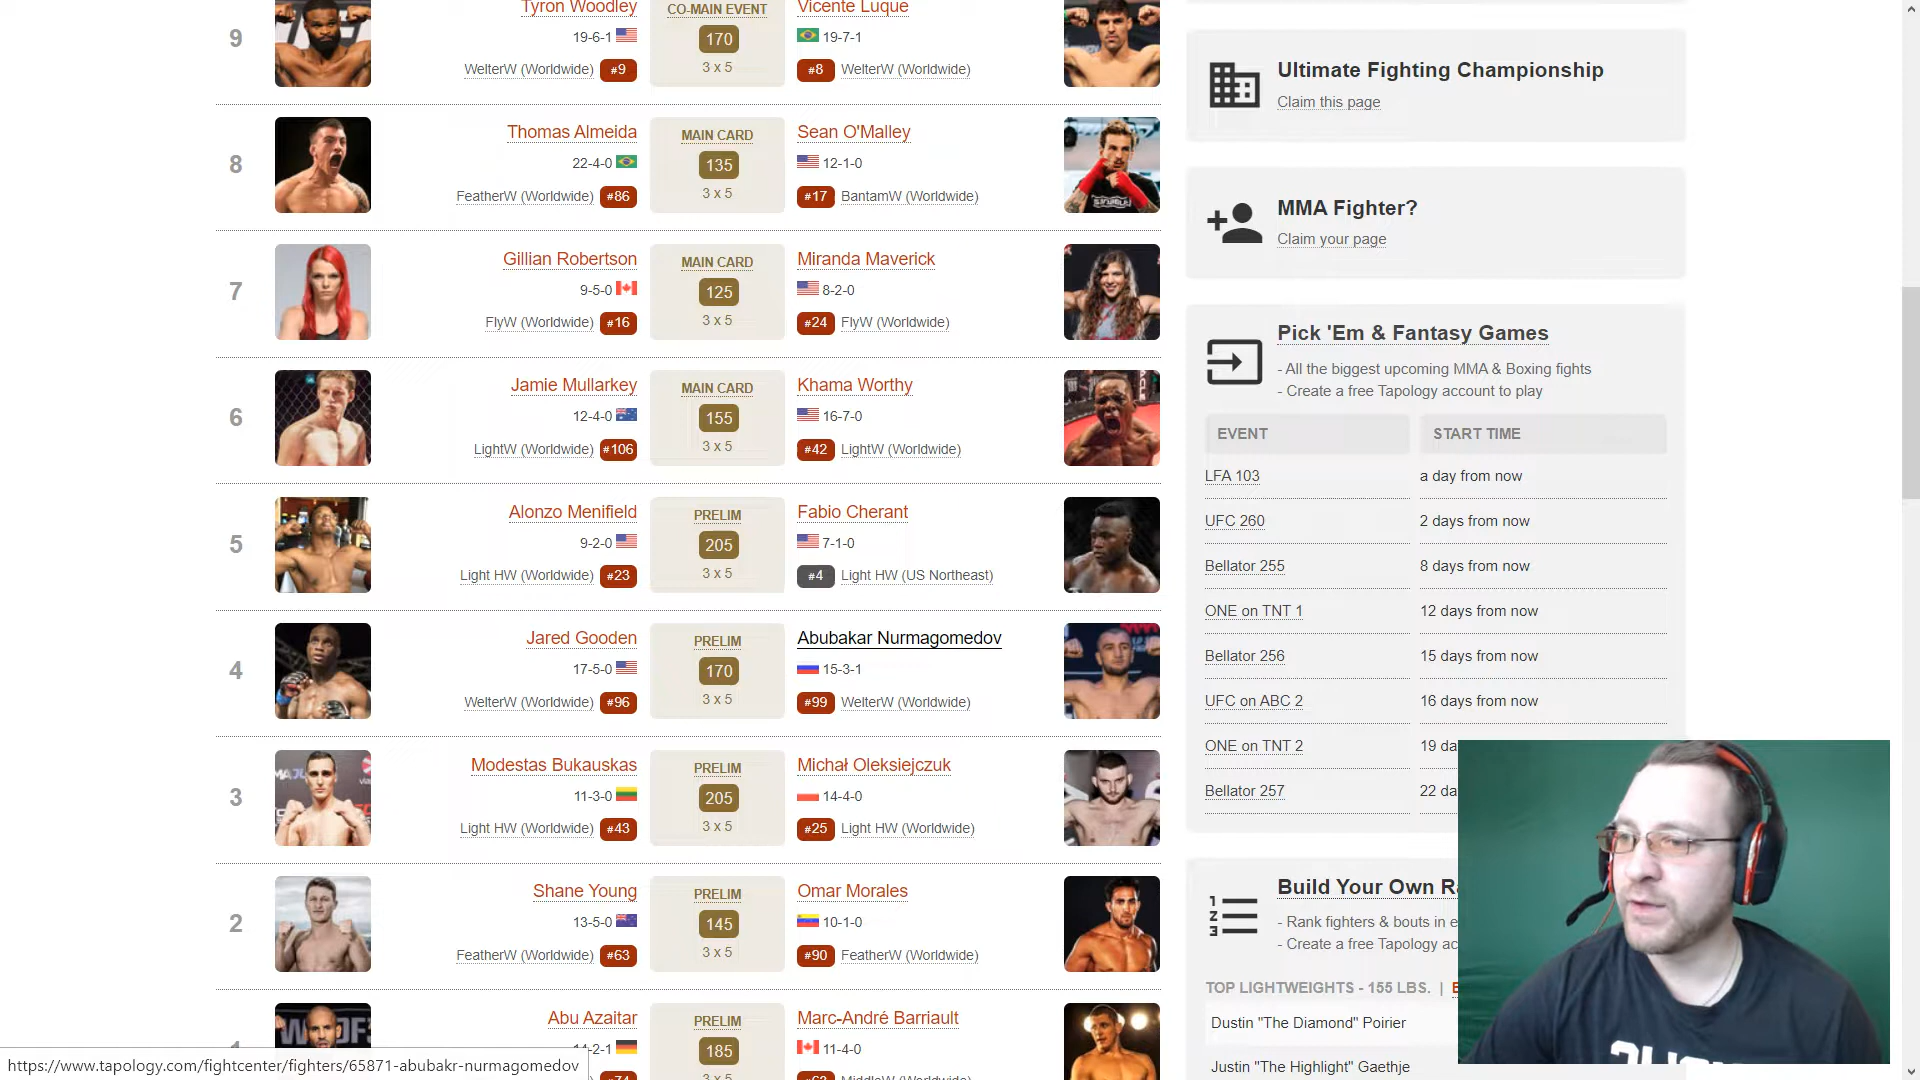 9
Tyron Woodley
19-6-1
WelterW (Worldwide) #9
CO-MAIN EVENT
170
3 x 5
Vicente Luque
19-7-1
#8 WelterW (Worldwide)
8
Thomas Almeida
22-4-0
FeatherW (Worldwide) #86
MAIN CARD
135
3 x 5
Sean O'Malley
12-1-0
#17 BantamW (Worldwide)
7
Gillian Robertson
9-5-0
FlyW (Worldwide) #16
MAIN CARD
125
3 x 5
Miranda Maverick
8-2-0
#24 FlyW (Worldwide)
6
Jamie Mullarkey
12-4-0
LightW (Worldwide) #106
MAIN CARD
155
3 x 5
Khama Worthy
16-7-0
#42 LightW (Worldwide)
5
Alonzo Menifield
9-2-0
Light HW (Worldwide) #23
PRELIM
205
3 x 5
Fabio Cherant
7-1-0
#4 Light HW (US Northeast)
4
Jared Gooden
17-5-0
WelterW (Worldwide) #96
PRELIM
170
3 x 5
Abubakar Nurmagomedov
15-3-1
#99 WelterW (Worldwide)
3
Modestas Bukauskas
11-3-0
Light HW (Worldwide) #43
PRELIM
205
3 x 5
Michał Oleksiejczuk
14-4-0
#25 Light HW (Worldwide)
2
Shane Young
13-5-0
FeatherW (Worldwide) #63
PRELIM
145
3 x 5
Omar Morales
10-1-0
#90 FeatherW (Worldwide)
Abu Azaitar
PRELIM
185
3 x 5
Marc-André Barriault
11-4-0
https://www.tapology.com/fightcenter/fighters/65871-abubakr-nurmagomedov
Ultimate Fighting Championship
Claim this page
MMA Fighter?
Claim your page
Pick 'Em & Fantasy Games
- All the biggest upcoming MMA & Boxing fights
- Create a free Tapology account to play
EVENT START TIME
LFA 103 a day from now
UFC 260 2 days from now
Bellator 255 8 days from now
ONE on TNT 1 12 days from now
Bellator 256 15 days from now
UFC on ABC 2 16 days from now
ONE on TNT 2 19 da
Bellator 257 22 da
1
2
3
Build Your Own Ra
- Rank fighters & bouts in e
- Create a free Tapology ac
TOP LIGHTWEIGHTS - 155 LBS. |
Dustin "The Diamond" Poirier
Justin "The Highlight" Gaethje